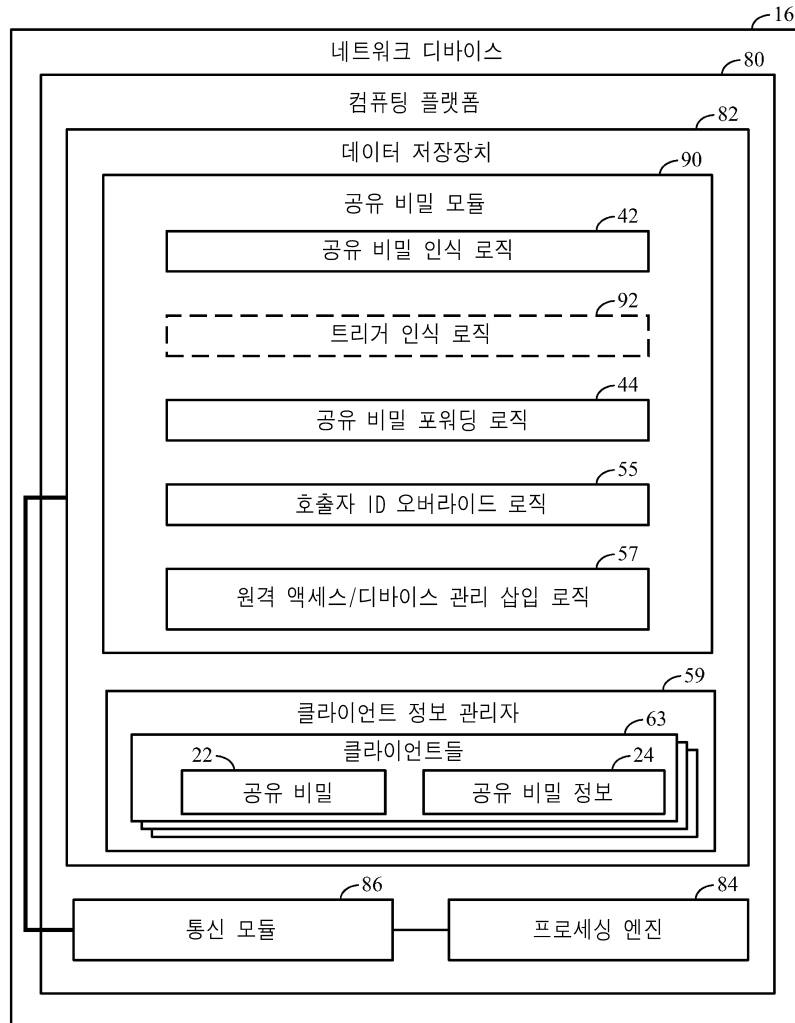 16
네트워크 디바이스
80
컴퓨팅 플랫폼
82
데이터 저장장치
90
공유 비밀 모듈
42
공유 비밀 인식 로직
92
트리거 인식 로직
44
공유 비밀 포워딩 로직
55
호출자 ID 오버라이드 로직
57
원격 액세스/디바이스 관리 삽입 로직
59
클라이언트 정보 관리자
63
클라이언트들
22
24
공유 비밀
공유 비밀 정보
86
84
통신 모듈
프로세싱 엔진